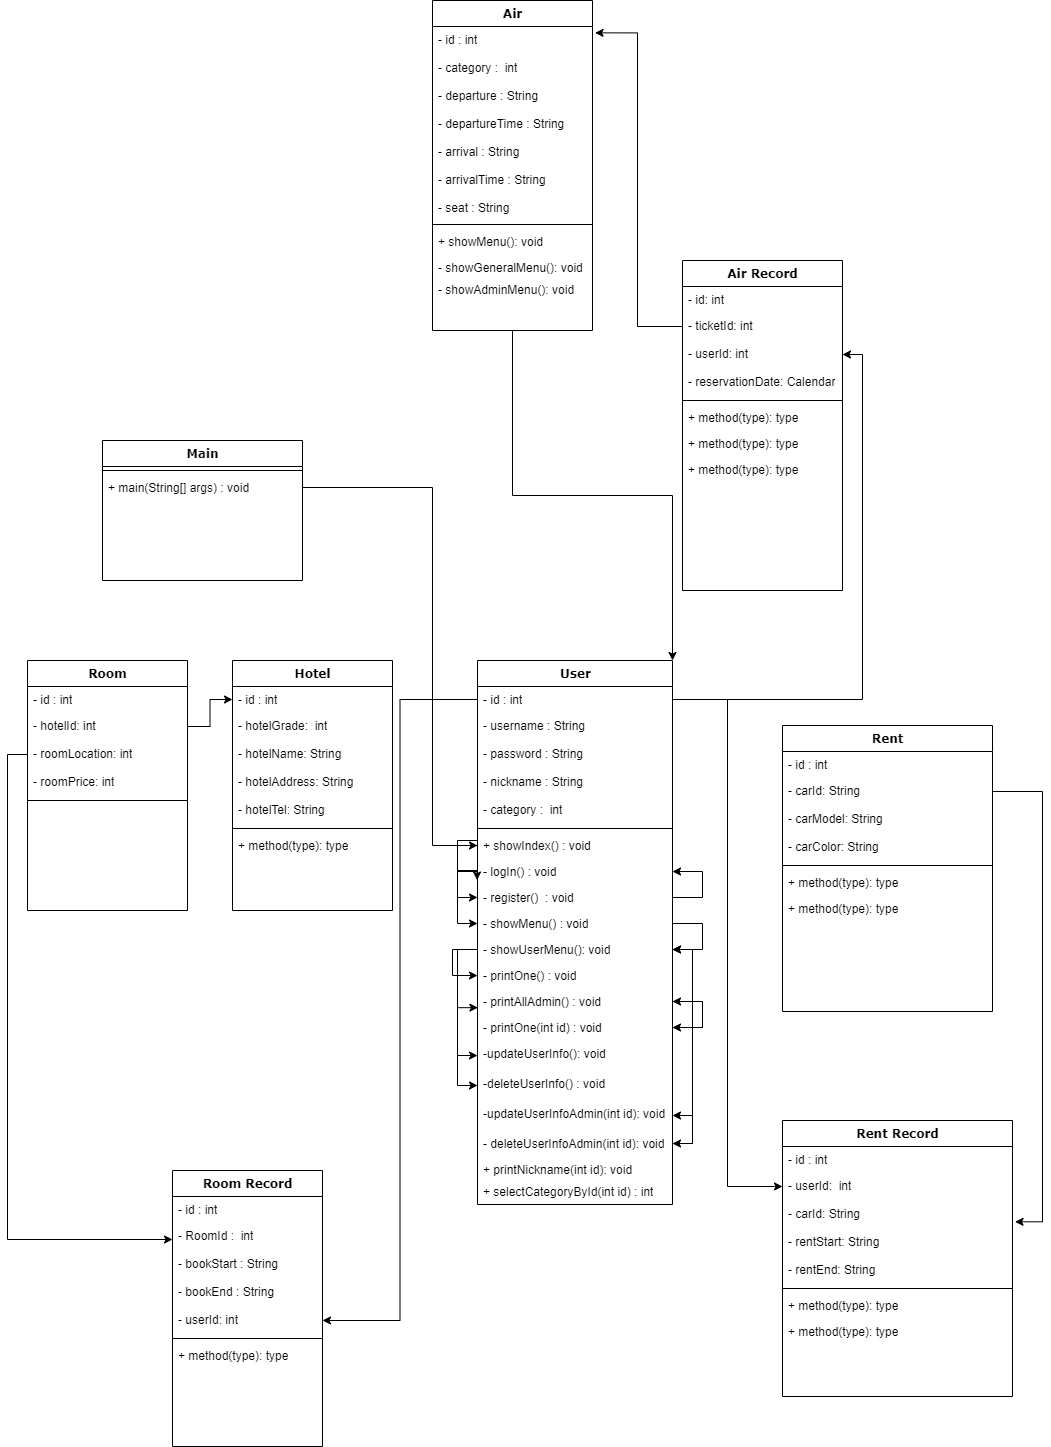 Air
- id : int
- category :  int
- departure : String
- departureTime : String
- arrival : String
- arrivalTime : String
- seat : String
+ showMenu(): void
- showGeneralMenu(): void
- showAdminMenu(): void
Air Record
- id: int
- ticketId: int
- userId: int
- reservationDate: Calendar
+ method(type): type
+ method(type): type
+ method(type): type
Main
+ main(String[] args) : void
Room
- id : int
- hotelId: int
- roomLocation: int
- roomPrice: int
Hotel
- id : int
- hotelGrade:  int
- hotelName: String
- hotelAddress: String
- hotelTel: String
+ method(type): type
User
- id : int
- username : String
- password : String
- nickname : String
- category :  int
+ showIndex() : void
- logIn() : void
- register()  : void
- showMenu() : void
- showUserMenu(): void
- printOne() : void
- printAllAdmin() : void
- printOne(int id) : void
-updateUserInfo(): void
-deleteUserInfo() : void
-updateUserInfoAdmin(int id): void
- deleteUserInfoAdmin(int id): void
+ printNickname(int id): void
+ selectCategoryById(int id) : int
Rent
- id : int
- carId: String
- carModel: String
- carColor: String
+ method(type): type
+ method(type): type
Room Record
- id : int
- RoomId :  int
- bookStart : String
- bookEnd : String
- userId: int
+ method(type): type
Rent Record
- id : int
- userId:  int
- carId: String
- rentStart: String
- rentEnd: String
+ method(type): type
+ method(type): type